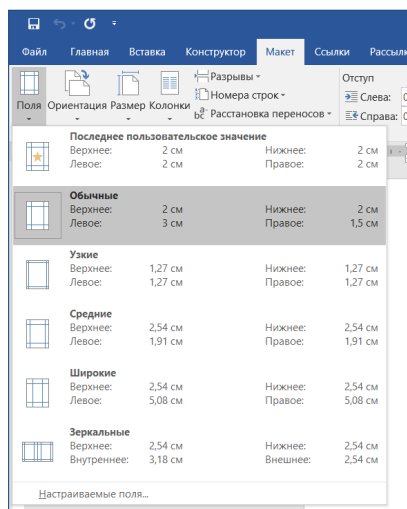 Файл Главная Вставка Конструктор Макет Ссылки
Поля Ориентация Размер Колонки
Разрывы
Номера строк
Расстановка переносов
Отступ
Слева:
Справа:
Последнее пользовательское значение
Верхнее: 2 см Нижнее: 2 см
Левое: 2 см Правое: 2 см
Обычные
Верхнее: 2 см Нижнее: 2 см
Левое: 3 см Правое: 1,5 см
Узкие
Верхнее: 1,27 см Нижнее: 1,27 см
Левое: 1,27 см Правое: 1,27 см
Средние
Верхнее: 2,54 см Нижнее: 2,54 см
Левое: 1,91 см Правое: 1,91 см
Широкие
Верхнее: 2,54 см Нижнее: 2,54 см
Левое: 5,08 см Правое: 5,08 см
Зеркальные
Верхнее: 2,54 см Нижнее: 2,54 см
Внутреннее: 3,18 см Внешнее: 2,54 см
Настраиваемые поля...